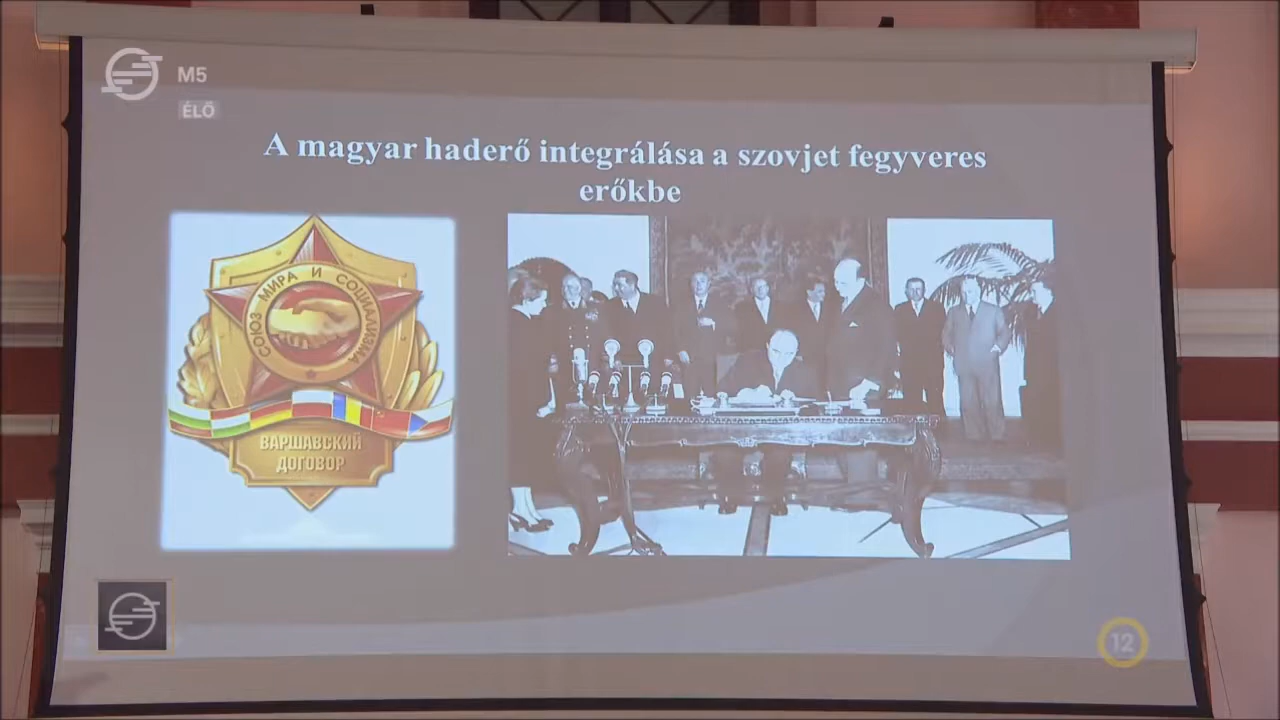 M5
ÉLŐ
A magyar haderő integrálása a szovjet fegyveres
erőkbe
СОЮЗ МИРА И СОЦИАЛИЗМА
ВАРШАВСКИЙ
ДОГОВОР
12